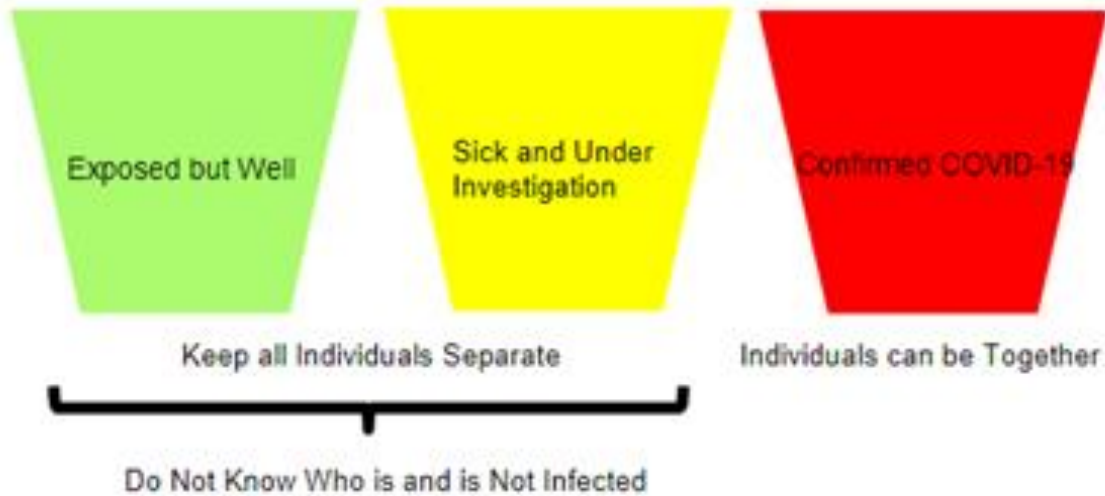 Exposed but Well
Sick and Under
Investigation
Confirmed COVID-19
Keep all Individuals Separate
Individuals can be Together
Do Not Know Who is and is Not Infected